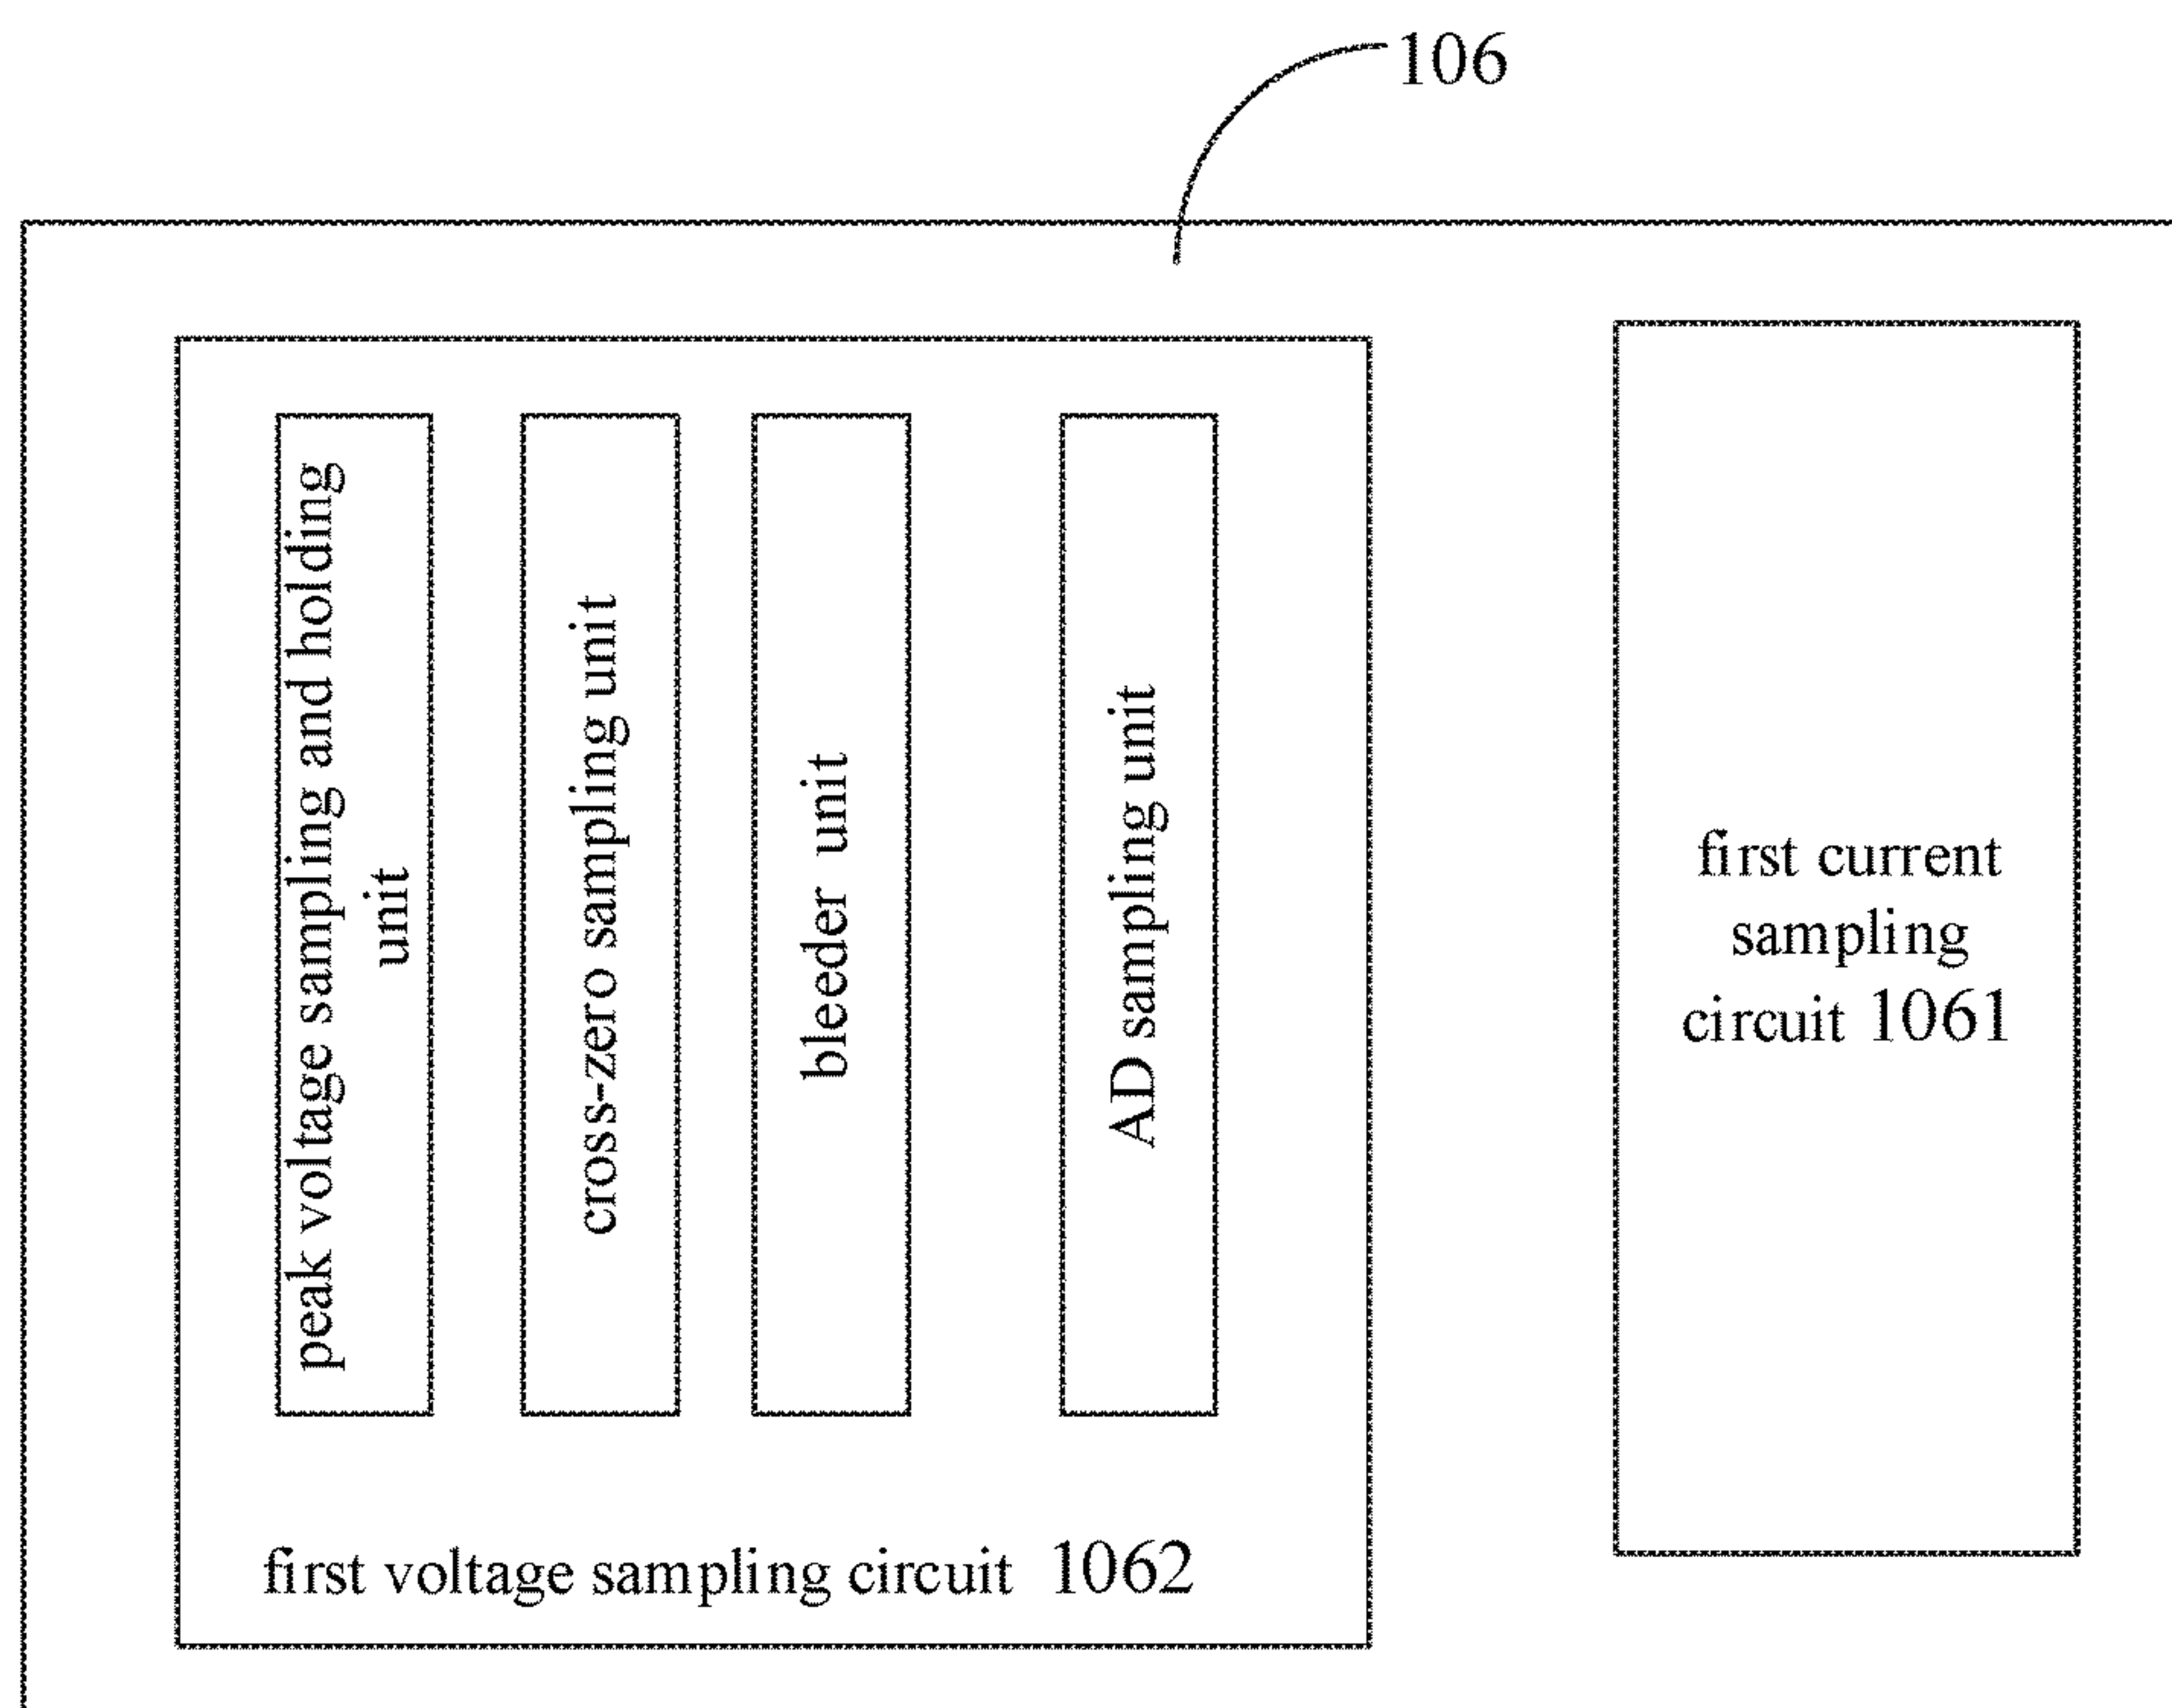 106
peak voltage sampling and holding
unit
cross-zero sampling unit
bleeder unit
AD sampling unit
first voltage sampling circuit 1062
first current
sampling
circuit 1061